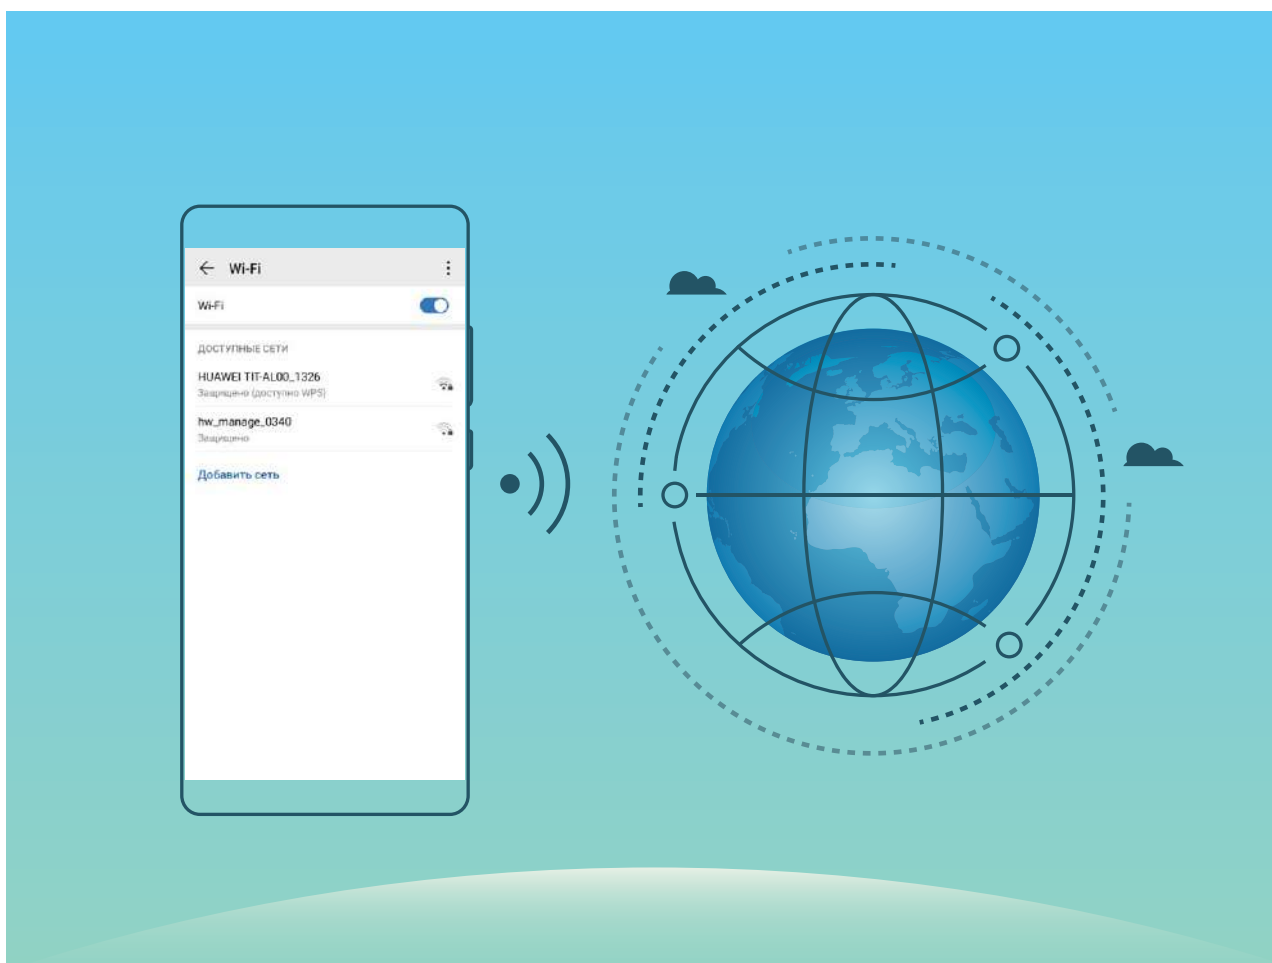 Wi-Fi
Wi-Fi
ДОСТУПНЫЕ СЕТИ
HUAWEI TIT-AL00_1326
Защищено (доступно WPS)
hw_manage_0340
Защищено
Добавить сеть